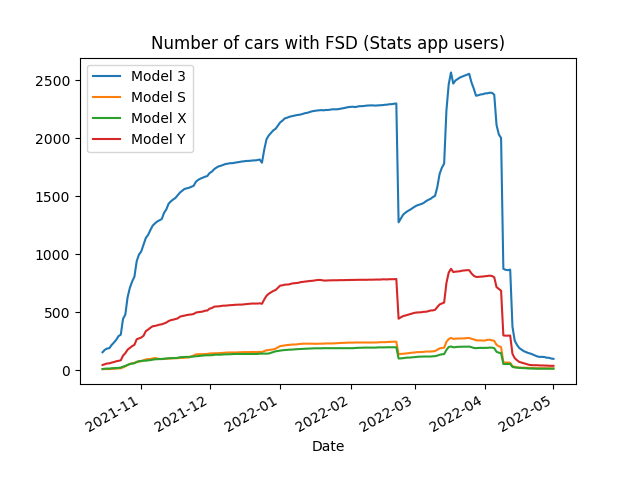 Number of cars with FSD (Stats app users)
Model 3
Model S
Model X
Model Y
2500
2000
1500
1000
500
0
2021-11
2021-12
2022-01
2022-02
2022-03
2022-04
2022-05
Date